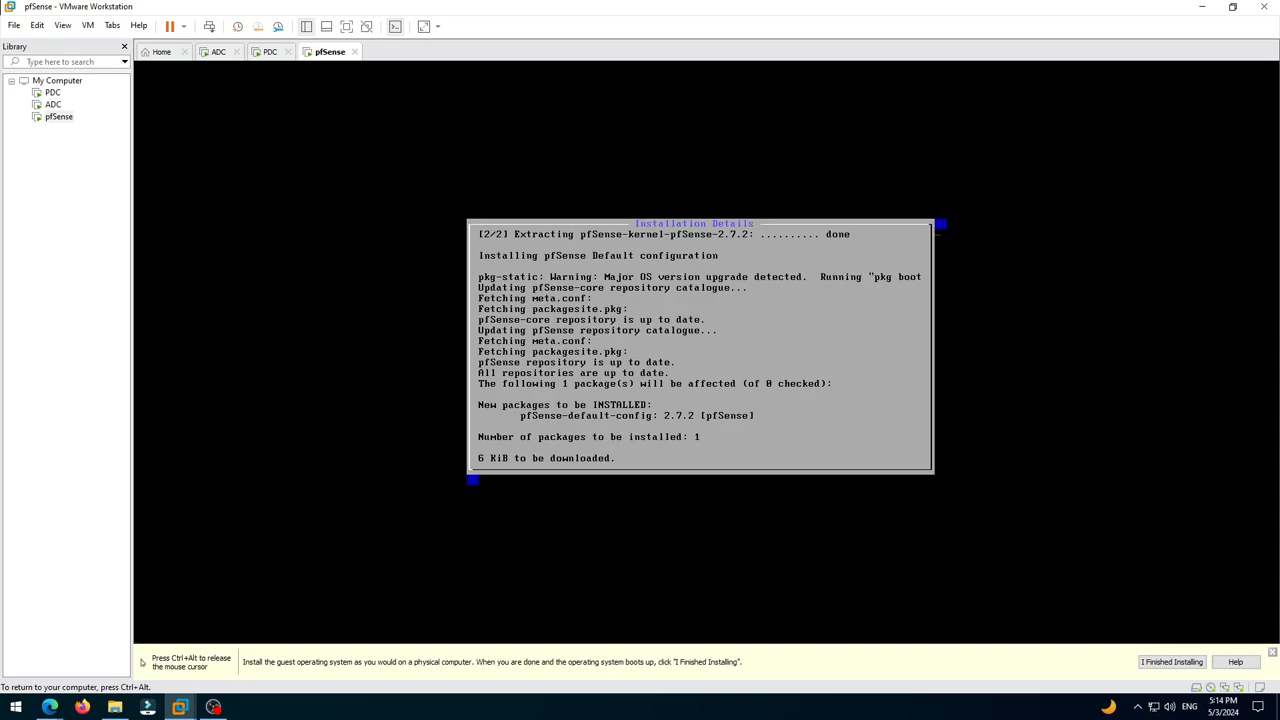 pfSense - VMware Workstation
File Edit View VM Tabs Help
Library
Type here to search
My Computer
PDC
ADC
pfSense
Home ADC PDC pfSense
Installation Details
[2/2] Extracting pfSense-kernel-pfSense-2.7.2: .......... done
Installing pfSense Default configuration
pkg-static: Warning: Major OS version upgrade detected.  Running "pkg boot
Updating pfSense-core repository catalogue...
Fetching meta.conf:
Fetching packagesite.pkg:
pfSense-core repository is up to date.
Updating pfSense repository catalogue...
Fetching meta.conf:
Fetching packagesite.pkg:
pfSense repository is up to date.
All repositories are up to date.
The following 1 package(s) will be affected (of 0 checked):
New packages to be INSTALLED:
pfSense-default-config: 2.7.2 [pfSense]
Number of packages to be installed: 1
6 KiB to be downloaded.
Press Ctrl+Alt to release
the mouse cursor
Install the guest operating system as you would on a physical computer. When you are done and the operating system boots up, click "I Finished Installing".
I Finished Installing Help
To return to your computer, press Ctrl+Alt.
ENG
5:14 PM
5/3/2024